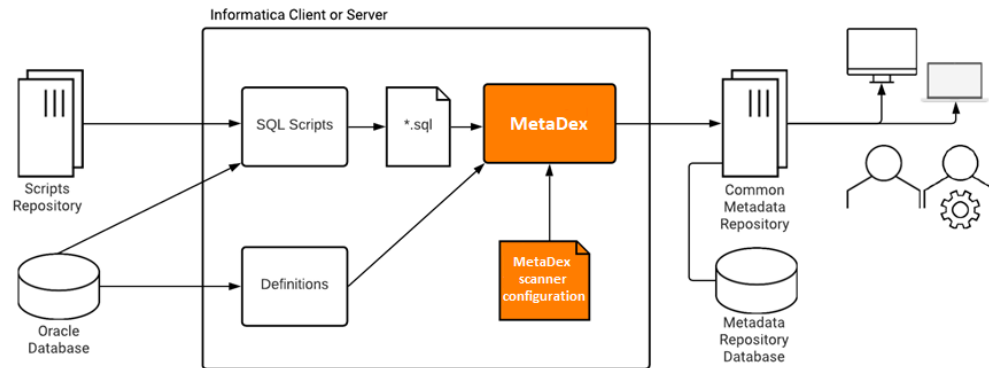 Informatica Client or Server
SQL Scripts
*.sql
MetaDex
Scripts
Repository
Common
Metadata
Repository
Oracle
Database
Definitions
MetaDex
scanner
configuration
Metadata
Repository
Database